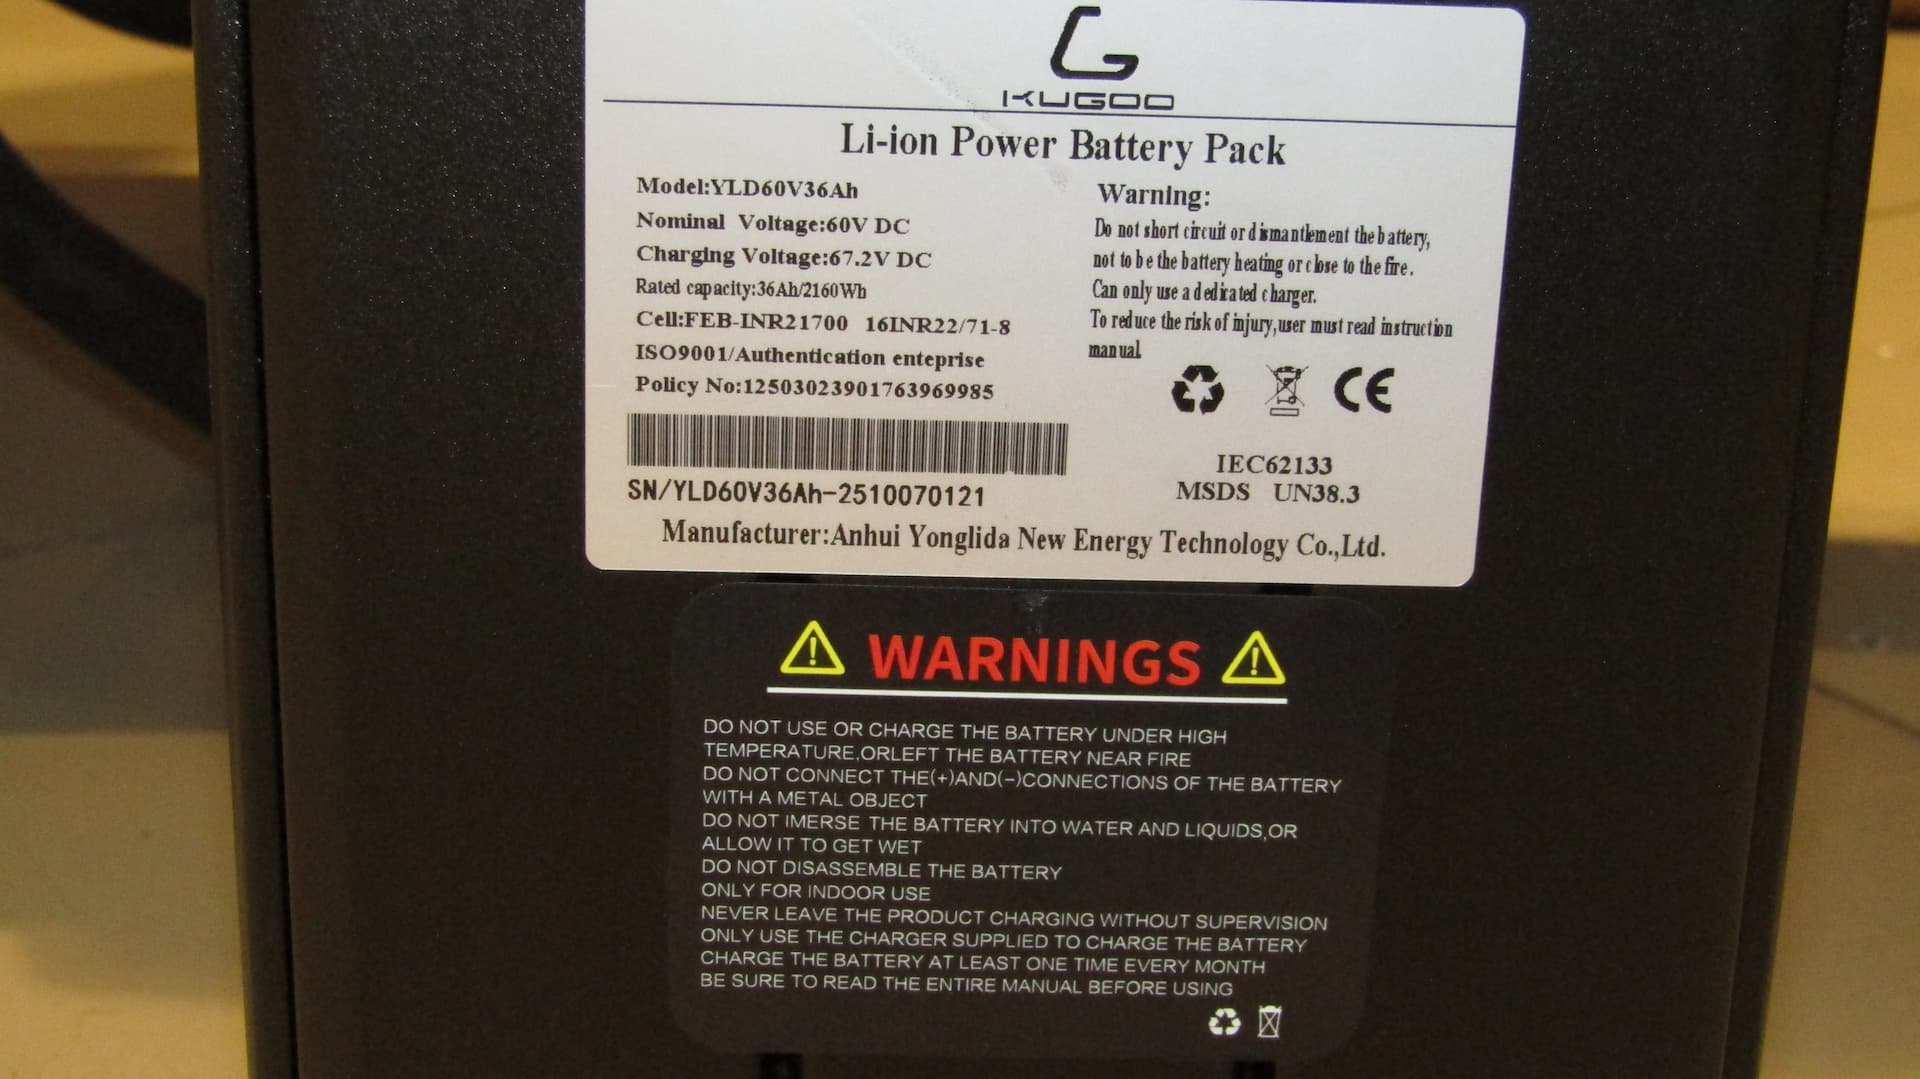 KUGOO
Li-ion Power Battery Pack
Model:YLD60V36Ah
Nominal Voltage:60V DC
Charging Voltage:67.2V DC
Rated capacity:36Ah/2160Wh
Cell:FEB-INR21700 16INR22/71-8
ISO9001/Authentication enteprise
Policy No:12503023901763969985
SN/YLD60V36Ah-2510070121
Warning:
Do not short circuit or dismantlement the battery,
not to be the battery heating or close to the fire.
Can only use a dedicated charger.
To reduce the risk of injury,user must read instruction
manual
CE
IEC62133
MSDS UN38.3
Manufacturer:Anhui Yonglida New Energy Technology Co.,Ltd.
WARNINGS
DO NOT USE OR CHARGE THE BATTERY UNDER HIGH
TEMPERATURE,ORLEFT THE BATTERY NEAR FIRE
DO NOT CONNECT THE(+)AND(-)CONNECTIONS OF THE BATTERY
WITH A METAL OBJECT
DO NOT IMERSE THE BATTERY INTO WATER AND LIQUIDS,OR
ALLOW IT TO GET WET
DO NOT DISASSEMBLE THE BATTERY
ONLY FOR INDOOR USE
NEVER LEAVE THE PRODUCT CHARGING WITHOUT SUPERVISION
ONLY USE THE CHARGER SUPPLIED TO CHARGE THE BATTERY
CHARGE THE BATTERY AT LEAST ONE TIME EVERY MONTH
BE SURE TO READ THE ENTIRE MANUAL BEFORE USING